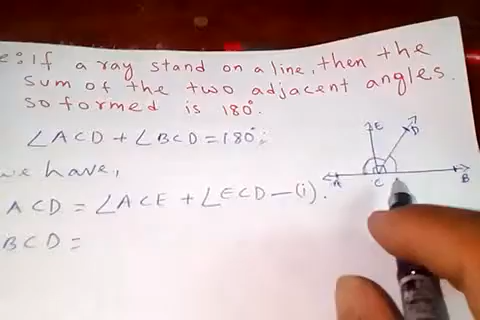 e: If a ray stand on a line, then the
sum of the two adjacent angles.
so formed is 180°.
∠ACD + ∠BCD = 180°;
we have,
ACD = ∠ACE + ∠ECD — (i).
BCD =
E
D
A
C
B